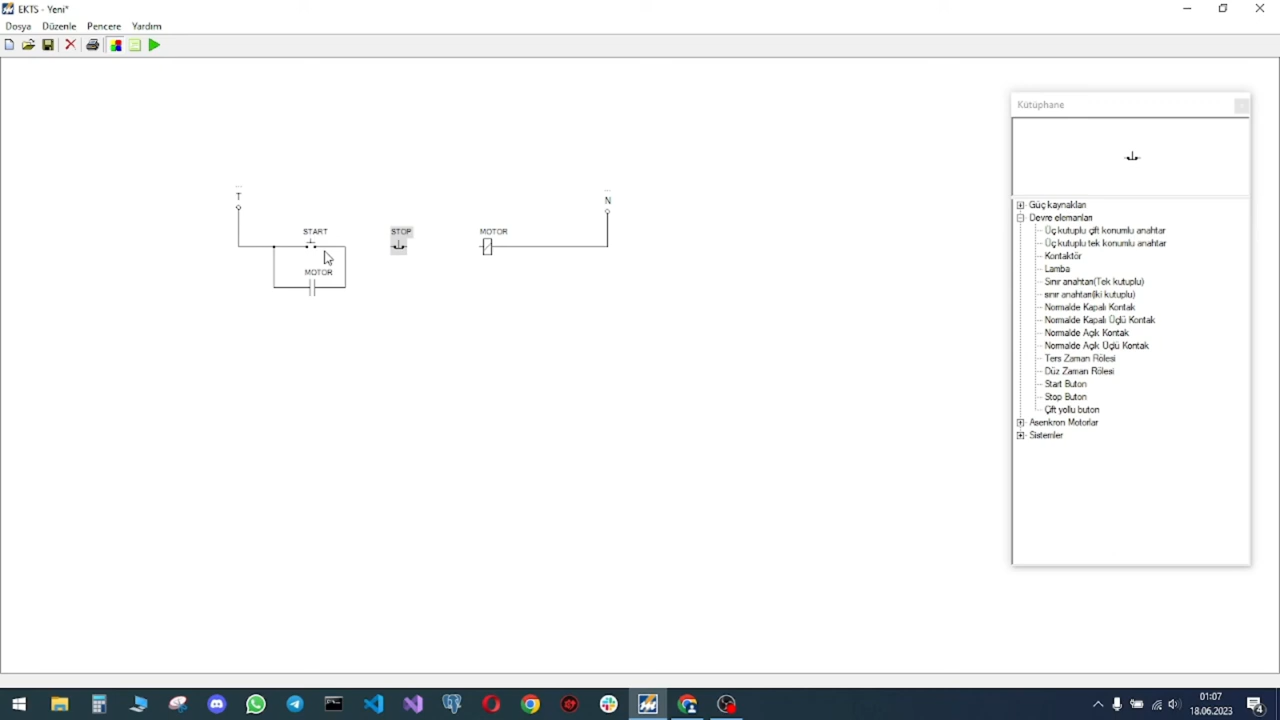 EKTS - Yeni*
Dosya Düzenle Pencere Yardım
Kütüphane
T
N
START
STOP
MOTOR
MOTOR
Güç kaynakları
Devre elemanları
Üç kutuplu çift konumlu anahtar
Üç kutuplu tek konumlu anahtar
Kontaktör
Lamba
Sınır anahtarı(Tek kutuplu)
sınır anahtarı(iki kutuplu)
Normalde Kapalı Kontak
Normalde Kapalı Üçlü Kontak
Normalde Açık Kontak
Normalde Açık Üçlü Kontak
Ters Zaman Rölesi
Düz Zaman Rölesi
Start Buton
Stop Buton
Çift yollu buton
Asenkron Motorlar
Sistemler
01:07
18.06.2023
4